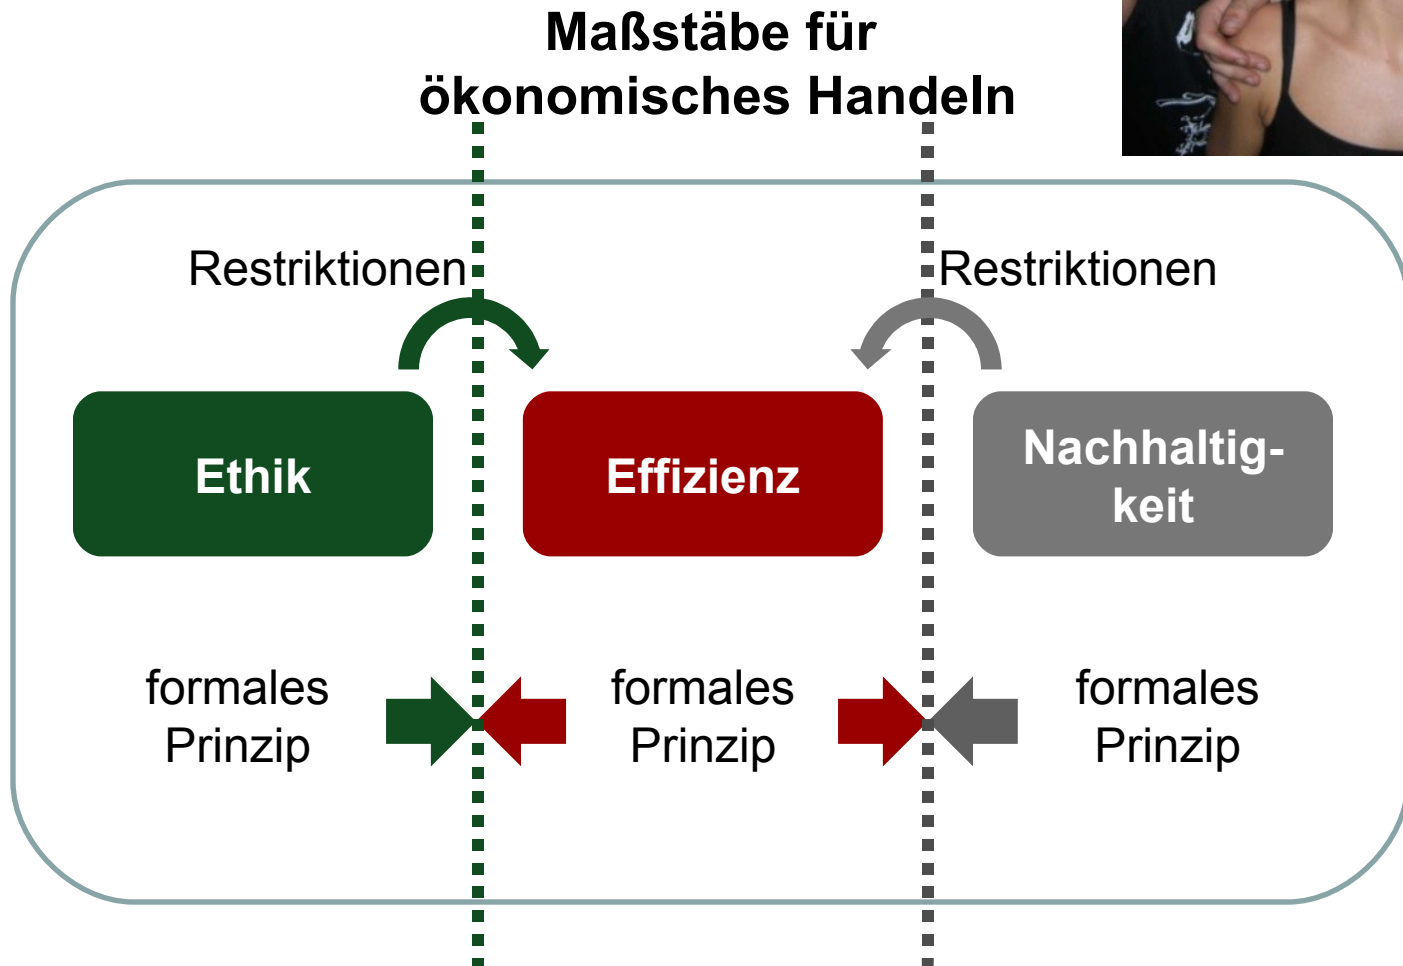 Maßstäbe für
ökonomisches Handeln
Restriktionen
Restriktionen
Ethik
Effizienz
Nachhaltig-
keit
formales
Prinzip
formales
Prinzip
formales
Prinzip